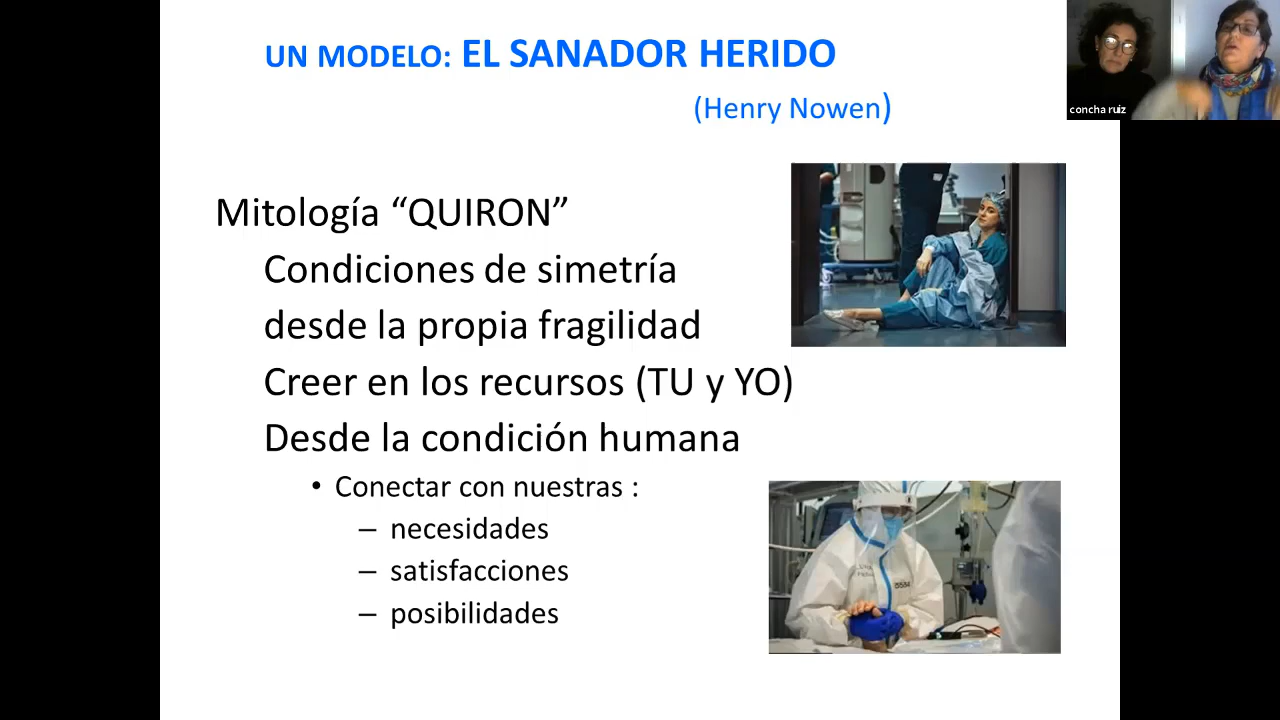 UN MODELO: EL SANADOR HERIDO
(Henry Nowen)
concha ruiz
Mitología “QUIRON”
Condiciones de simetría
desde la propia fragilidad
Creer en los recursos (TU y YO)
Desde la condición humana
• Conectar con nuestras :
– necesidades
– satisfacciones
– posibilidades